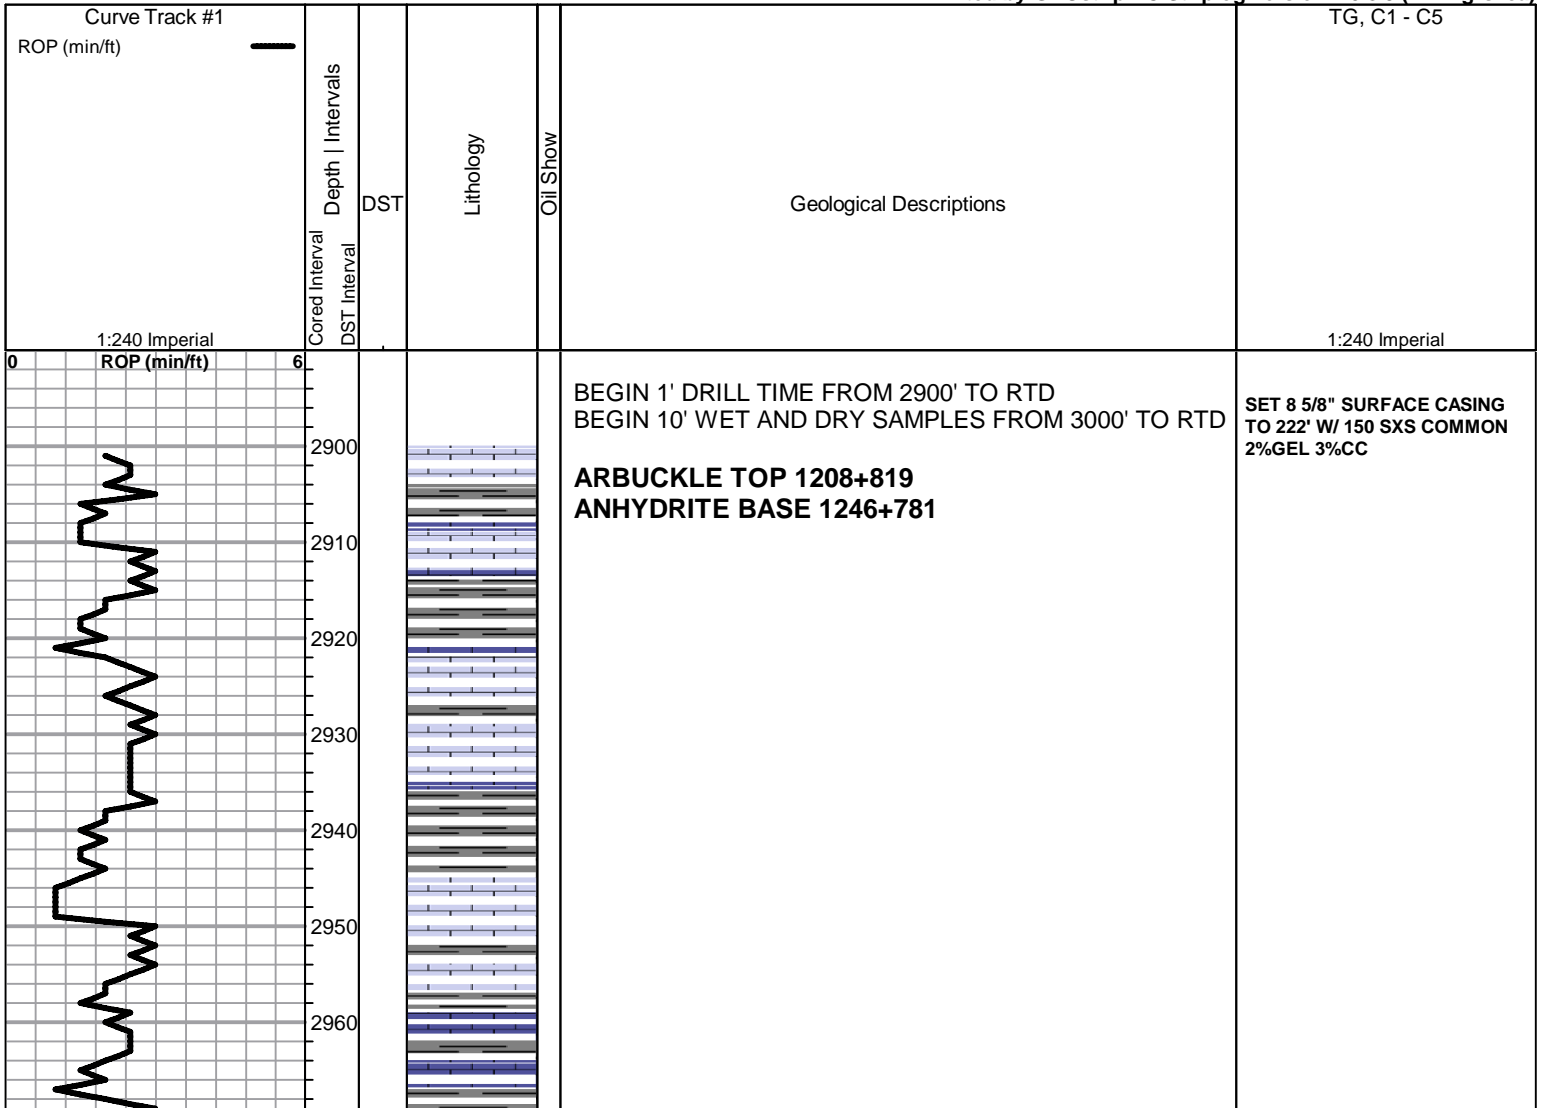 Curve Track #1
ROP (min/ft)
1:240 Imperial
Depth | Intervals
Cored Interval
DST Interval
DST
Lithology
Oil Show
Geological Descriptions
TG, C1 - C5
1:240 Imperial
0 ROP (min/ft) 6
BEGIN 1' DRILL TIME FROM 2900' TO RTD
BEGIN 10' WET AND DRY SAMPLES FROM 3000' TO RTD
ARBUCKLE TOP 1208+819
ANHYDRITE BASE 1246+781
SET 8 5/8" SURFACE CASING
TO 222' W/ 150 SXS COMMON
2%GEL 3%CC
2900
2910
2920
2930
2940
2950
2960